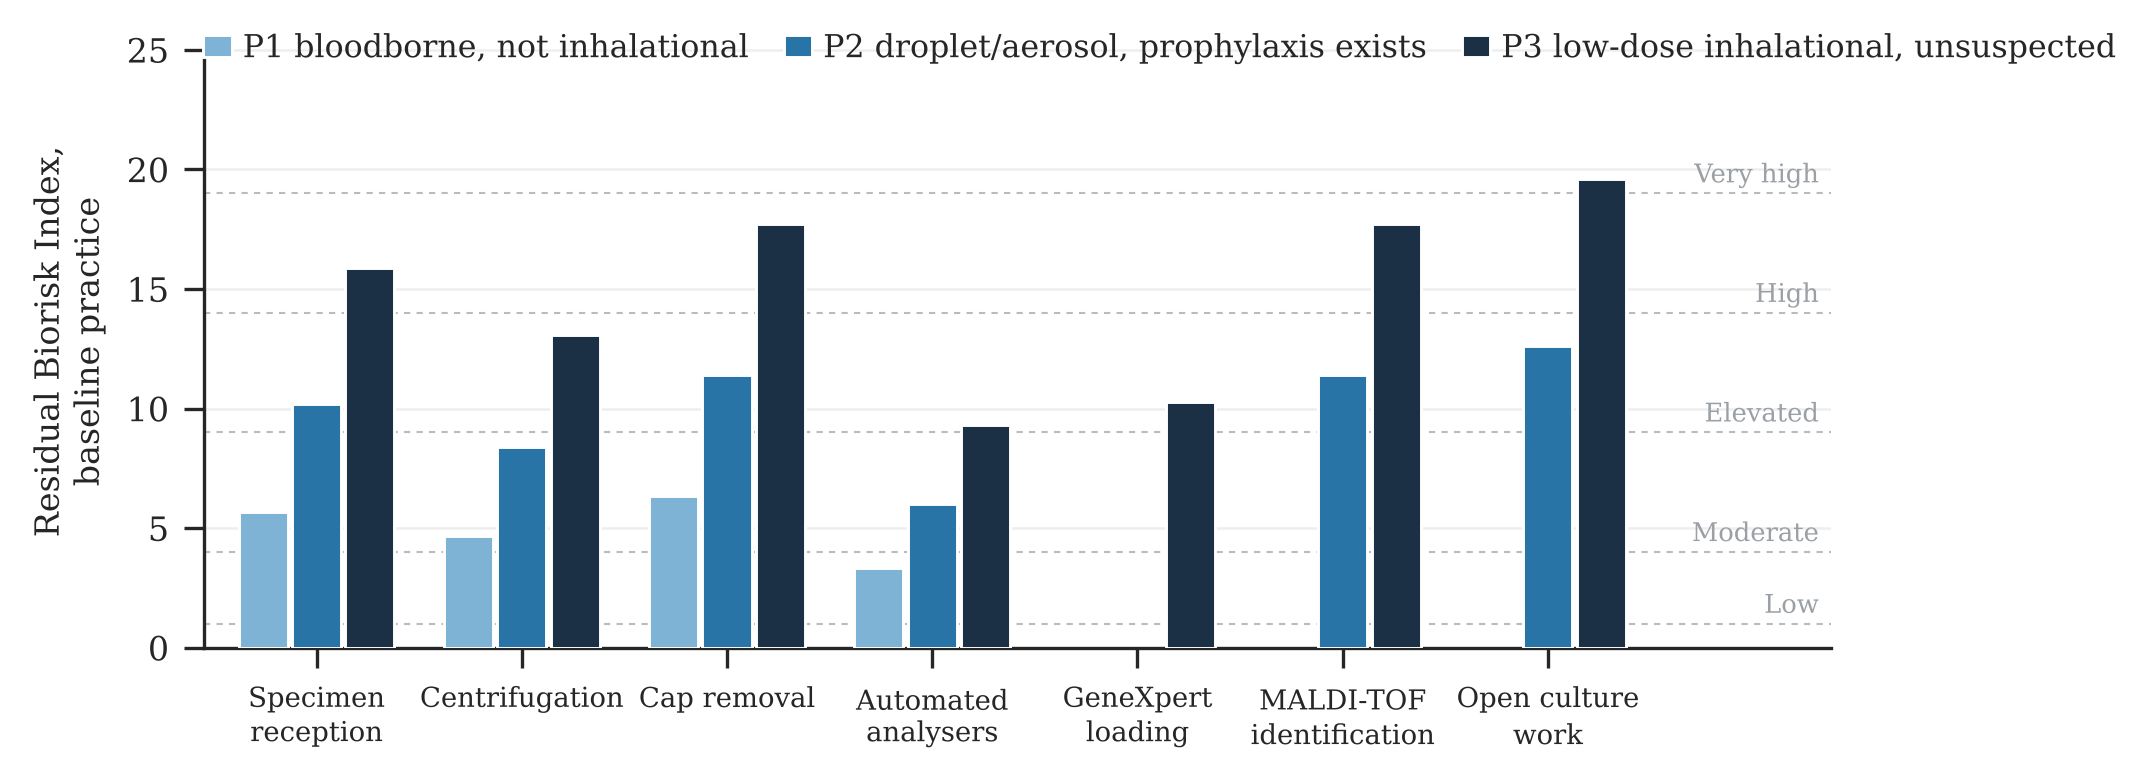 P1 bloodborne, not inhalational
P2 droplet/aerosol, prophylaxis exists
P3 low-dose inhalational, unsuspected
Residual Biorisk Index,
baseline practice
25
20
15
10
5
0
Very high
High
Elevated
Moderate
Low
Specimen
reception
Centrifugation
Cap removal
Automated
analysers
GeneXpert
loading
MALDI-TOF
identification
Open culture
work